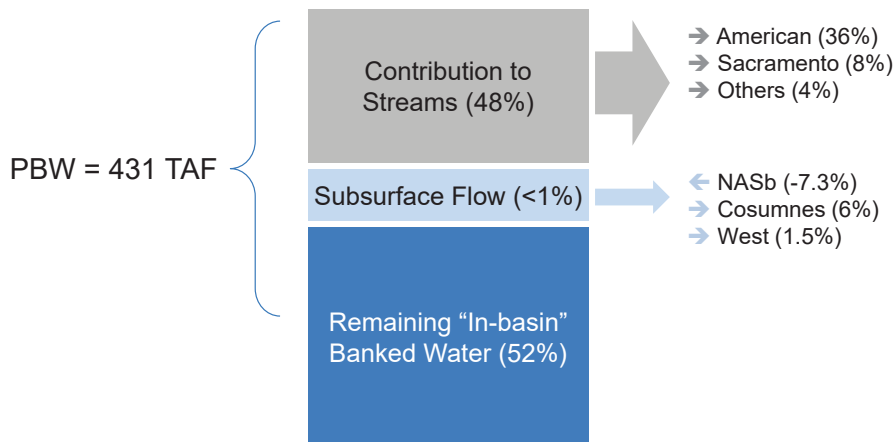 PBW = 431 TAF
Contribution to
Streams (48%)
➔ American (36%)
➔ Sacramento (8%)
➔ Others (4%)
Subsurface Flow (<1%)
← NASb (-7.3%)
➔ Cosumnes (6%)
➔ West (1.5%)
Remaining “In-basin”
Banked Water (52%)